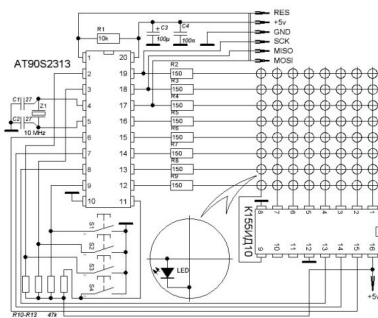 RES
+5v
GND
SCK
MISO
MOSI
R1
10k
C3
100µ
C4
100n
AT90S2313
1 20
2 19
3 18
4 17
5 16
6 15
7 14
8 13
9 12
10 11
R2
150
R3
150
R4
150
R5
150
R6
150
R7
150
R8
150
R9
150
C1 27
Z1
C2 27
10 MHz
S1
S2
S3
S4
LED
К155ИД10
8 7 6 5 4 3 2 1
9 10 11 12 13 14 15 16
+5v
R10-R13 47k